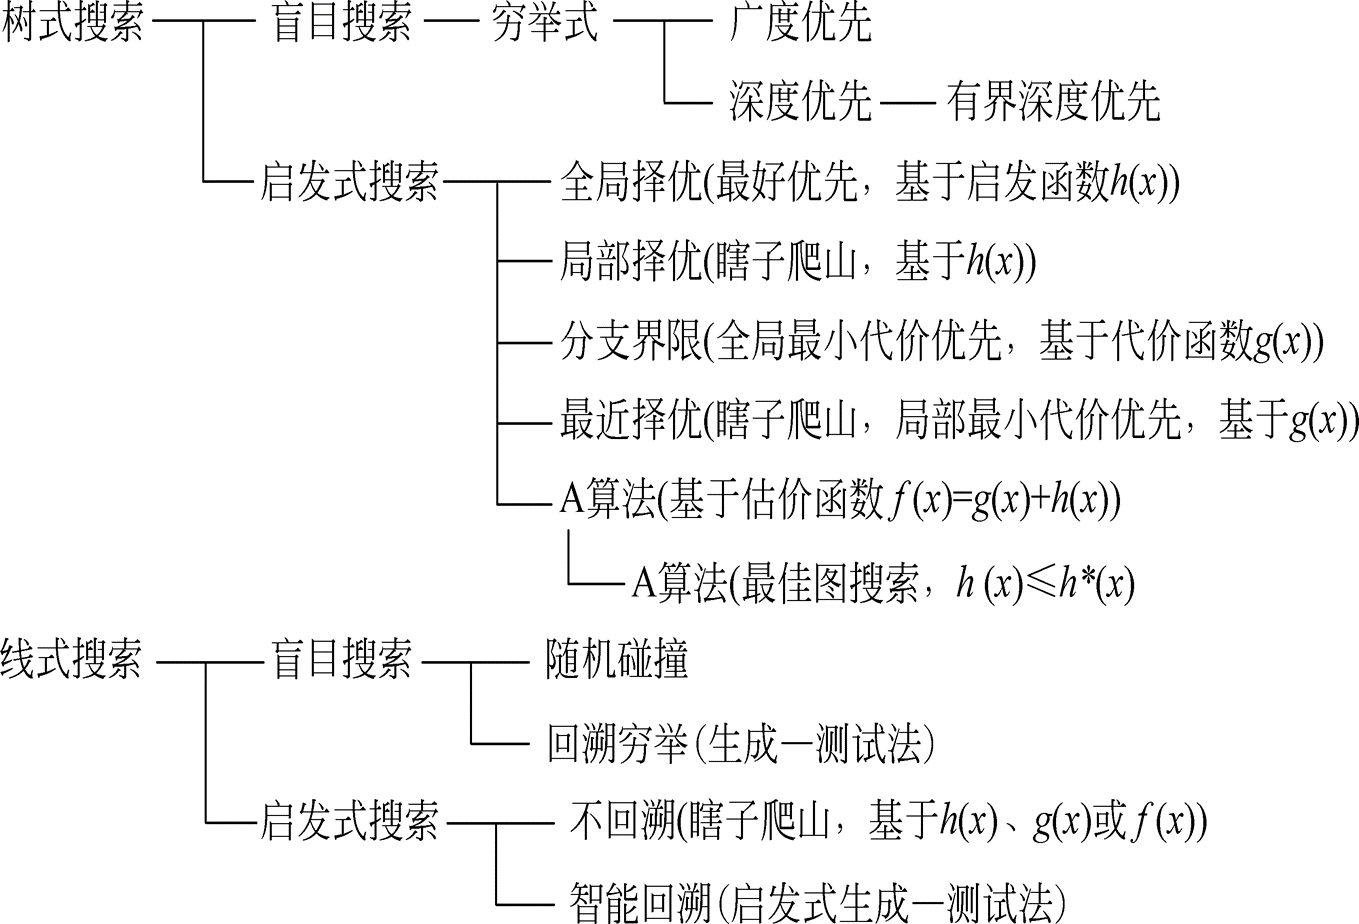 树式搜索 盲目搜索 穷举式 广度优先
深度优先 有界深度优先
启发式搜索 全局择优(最好优先，基于启发函数h(x))
局部择优(瞎子爬山，基于h(x))
分支界限(全局最小代价优先，基于代价函数g(x))
最近择优(瞎子爬山，局部最小代价优先，基于g(x))
A算法(基于估价函数f(x)=g(x)+h(x))
A算法(最佳图搜索，h(x)≤h*(x)
线式搜索 盲目搜索 随机碰撞
回溯穷举(生成—测试法)
启发式搜索 不回溯(瞎子爬山，基于h(x)、g(x)或f(x))
智能回溯(启发式生成—测试法)